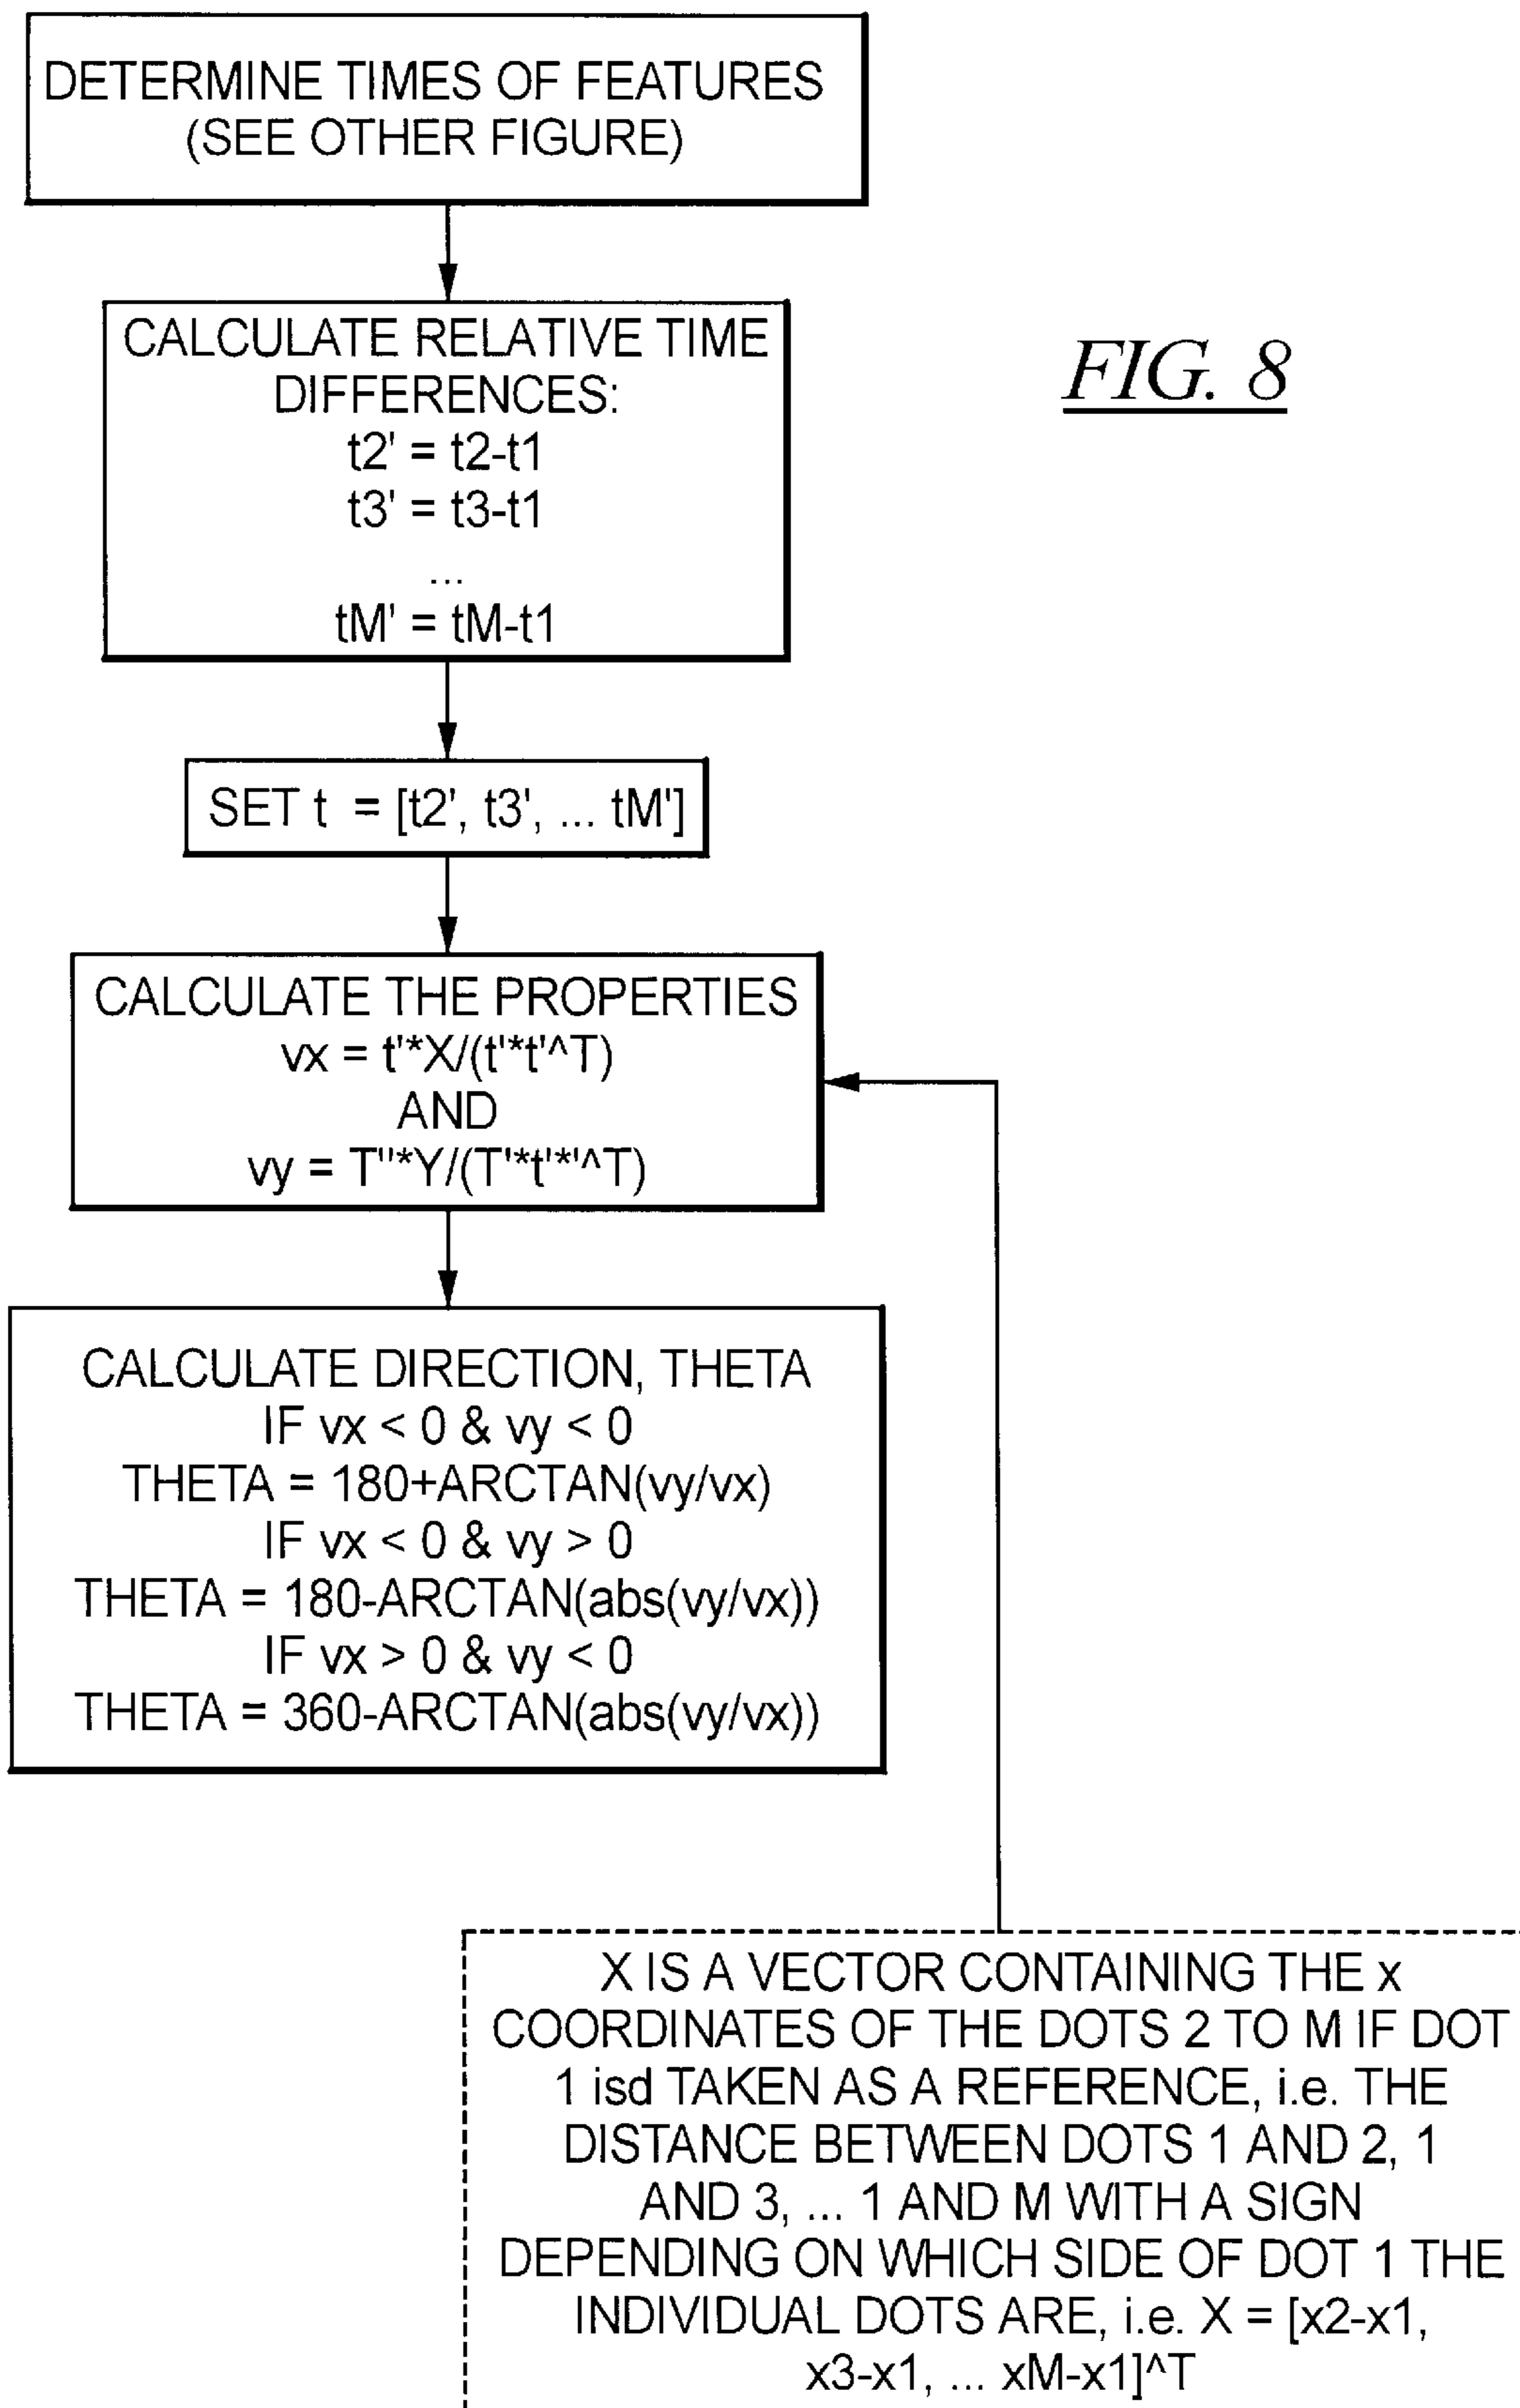 DETERMINE TIMES OF FEATURES
(SEE OTHER FIGURE)
CALCULATE RELATIVE TIME
DIFFERENCES:
t2' = t2-t1
t3' = t3-t1
...
tM' = tM-t1
FIG. 8
SET t = [t2', t3', ... tM']
CALCULATE THE PROPERTIES
vx = t'*X/(t'*t'^T)
AND
vy = T''*Y/(T'*t'*'^T)
CALCULATE DIRECTION, THETA
IF vx < 0 & vy < 0
THETA = 180+ARCTAN(vy/vx)
IF vx < 0 & vy > 0
THETA = 180-ARCTAN(abs(vy/vx))
IF vx > 0 & vy < 0
THETA = 360-ARCTAN(abs(vy/vx))
X IS A VECTOR CONTAINING THE x
COORDINATES OF THE DOTS 2 TO M IF DOT
1 isd TAKEN AS A REFERENCE, i.e. THE
DISTANCE BETWEEN DOTS 1 AND 2, 1
AND 3, ... 1 AND M WITH A SIGN
DEPENDING ON WHICH SIDE OF DOT 1 THE
INDIVIDUAL DOTS ARE, i.e. X = [x2-x1,
x3-x1, ... xM-x1]^T